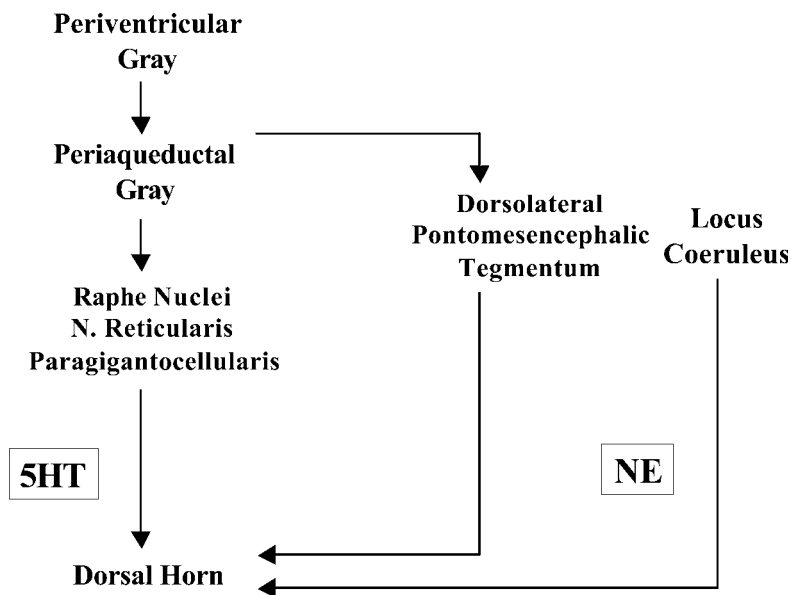 Periventricular
Gray
Periaqueductal
Gray
Dorsolateral
Pontomesencephalic
Tegmentum
Locus
Coeruleus
Raphe Nuclei
N. Reticularis
Paragigantocellularis
5HT
NE
Dorsal Horn